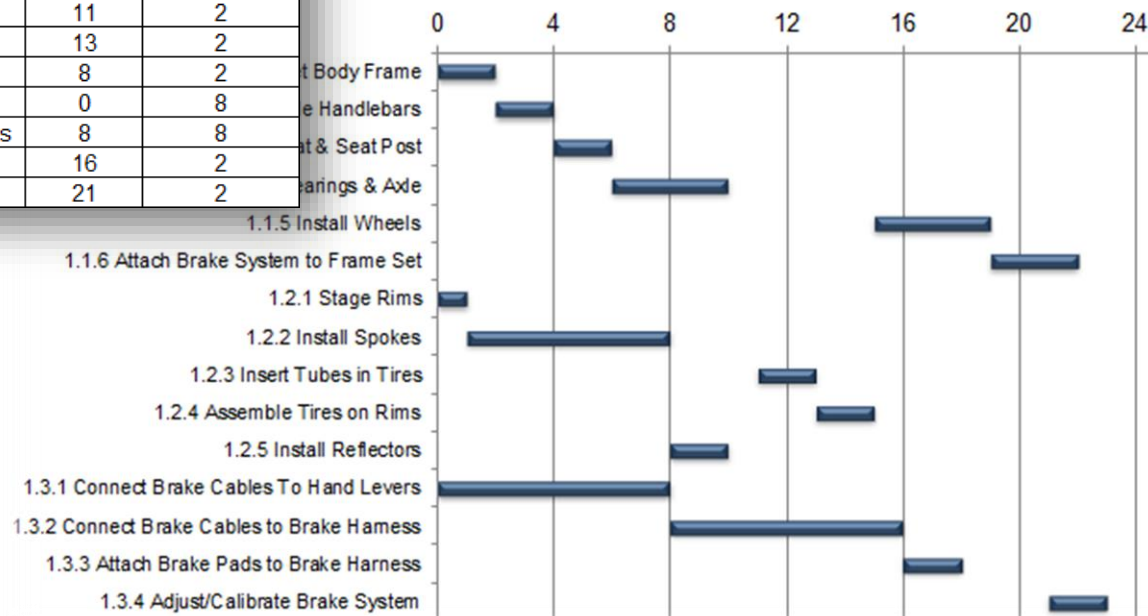 11 2
13 2
8 2
0 8
s 8 8
16 2
21 2
0 4 8 12 16 20 24
t Body Frame
e Handlebars
at & Seat Post
earings & Axle
1.1.5 Install Wheels
1.1.6 Attach Brake System to Frame Set
1.2.1 Stage Rims
1.2.2 Install Spokes
1.2.3 Insert Tubes in Tires
1.2.4 Assemble Tires on Rims
1.2.5 Install Reflectors
1.3.1 Connect Brake Cables To Hand Levers
1.3.2 Connect Brake Cables to Brake Harness
1.3.3 Attach Brake Pads to Brake Harness
1.3.4 Adjust/Calibrate Brake System